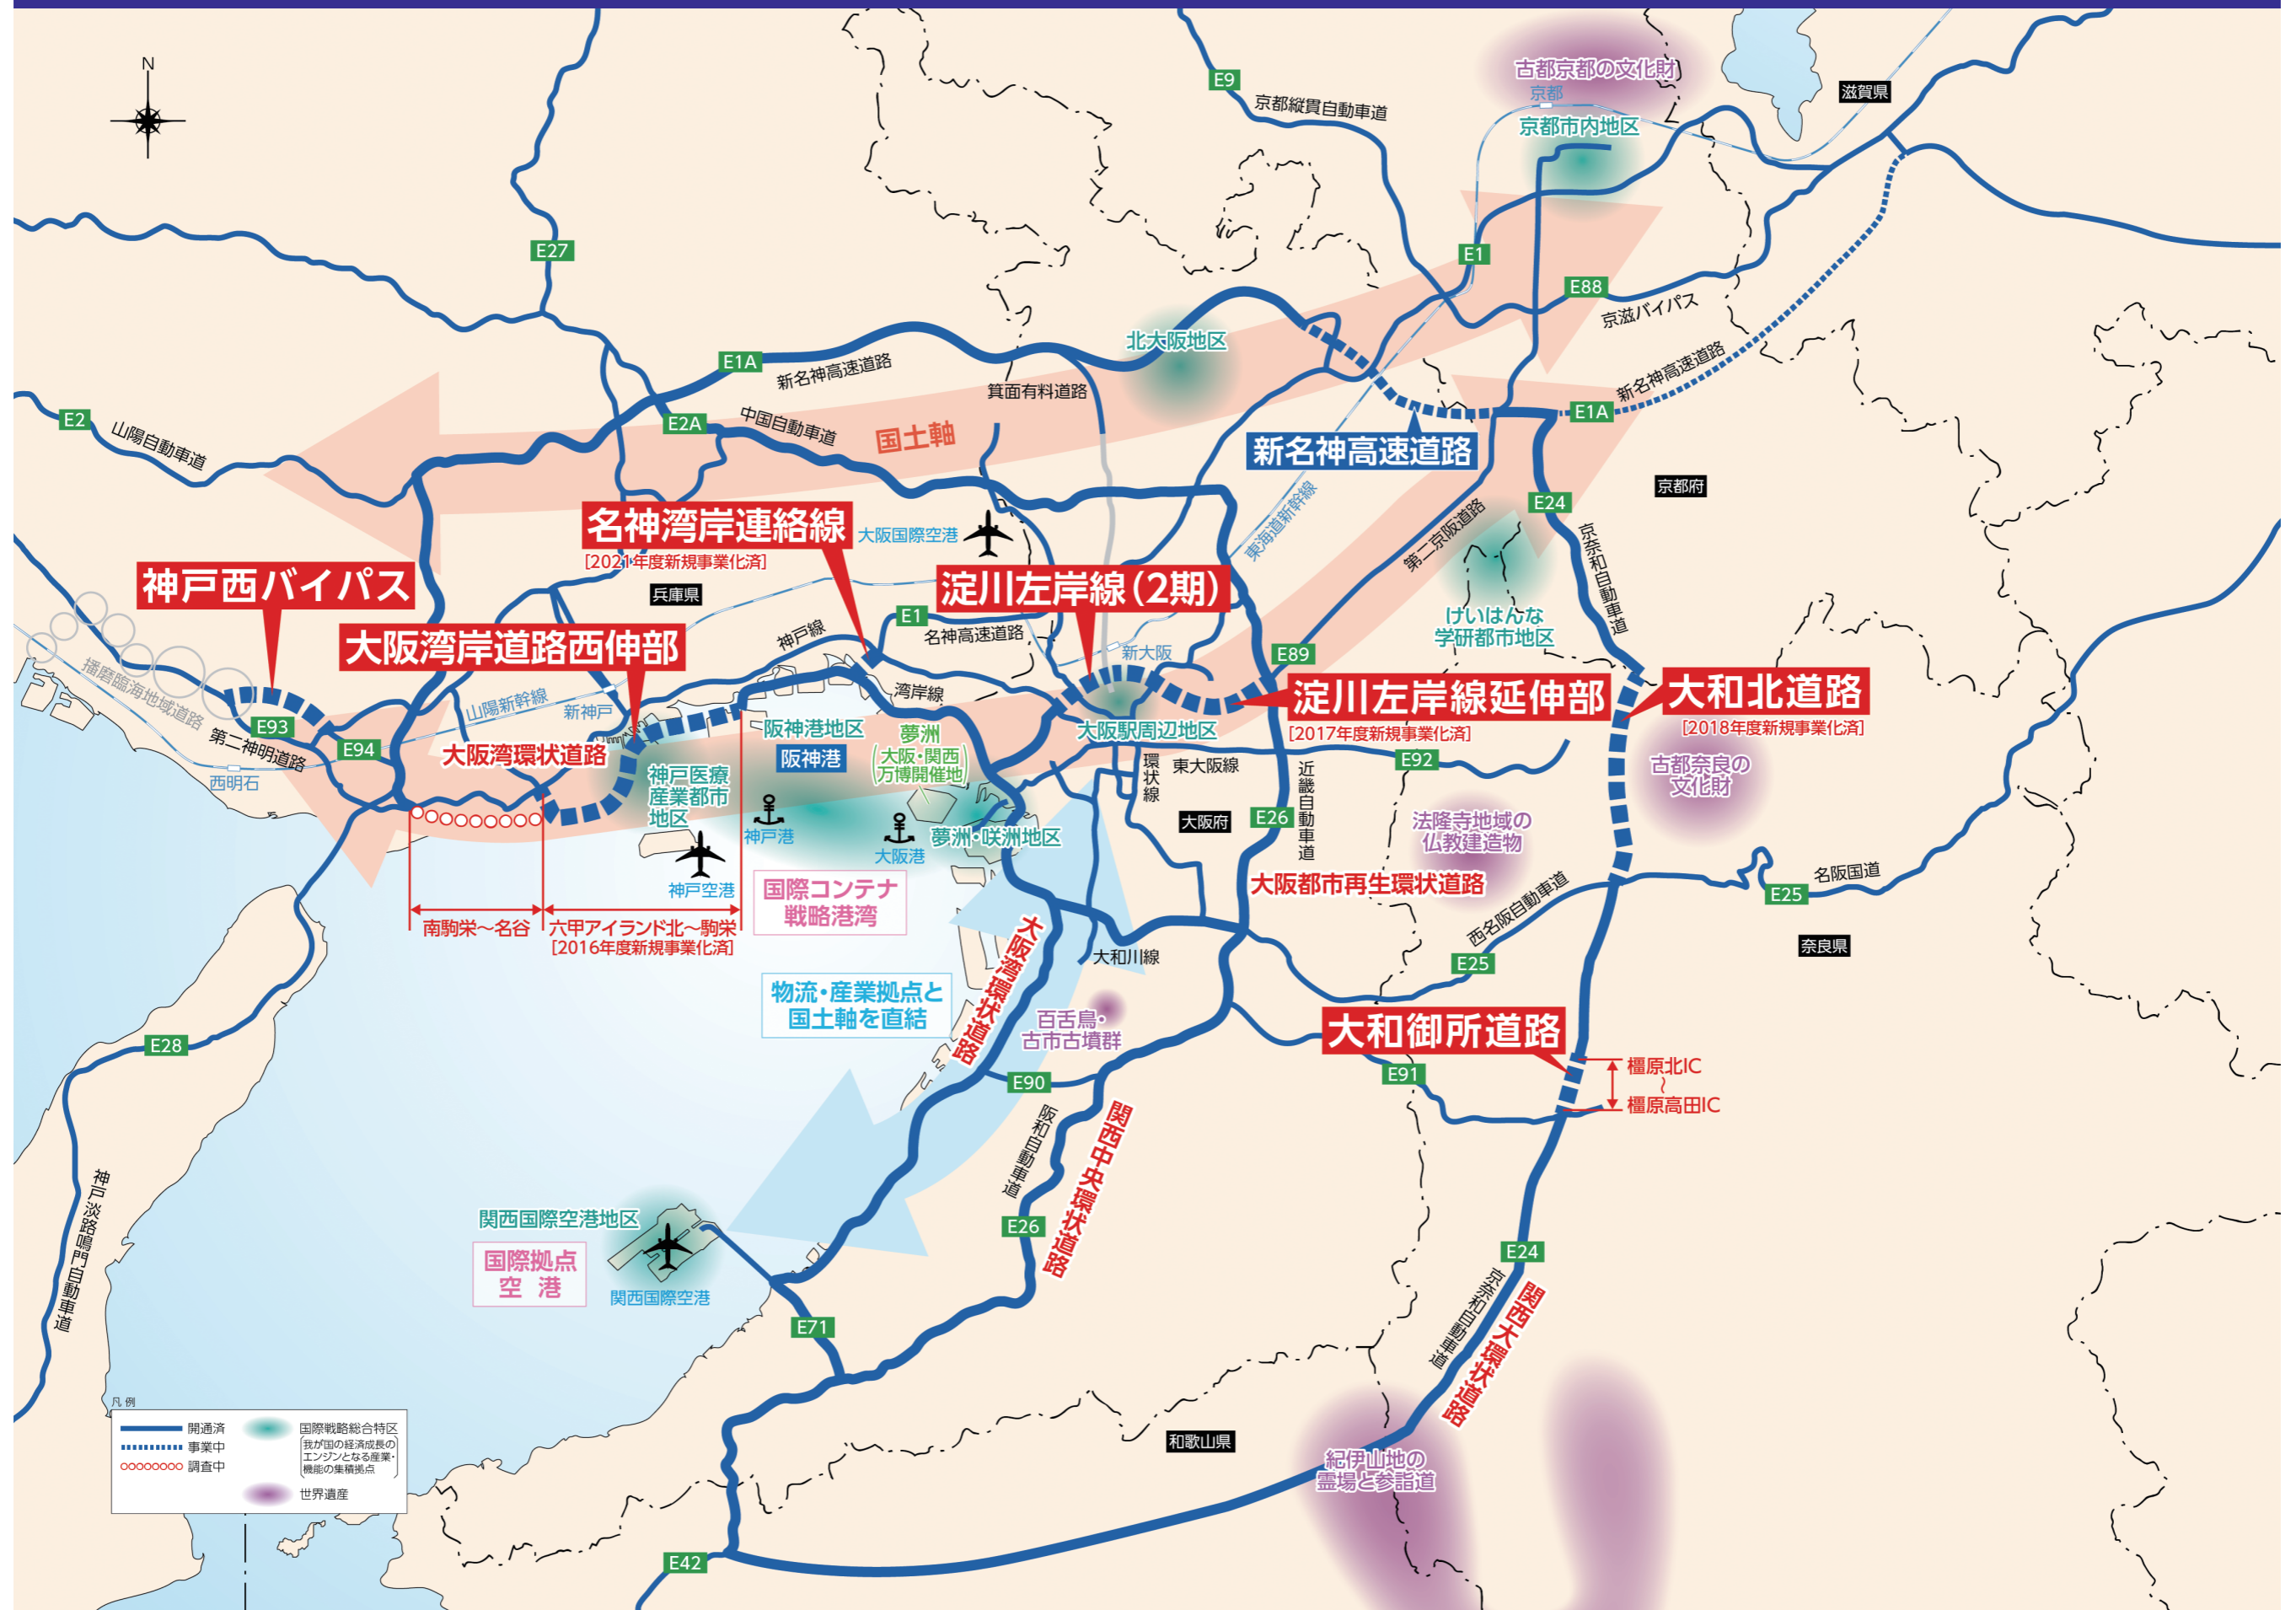 N
E9
京都縦貫自動車道
古都京都の文化財
京都
京都市内地区
滋賀県
E27
E1
E88
京滋バイパス
北大阪地区
E1A
新名神高速道路
箕面有料道路
新名神高速道路
E1A
E2
山陽自動車道
E2A
中国自動車道
国土軸
新名神高速道路
京都府
名神湾岸連絡線
[2021年度新規事業化済]
大阪国際空港
東海道新幹線
第二京阪道路
E24
京奈和自動車道
神戸西バイパス
兵庫県
淀川左岸線(2期)
けいはんな
学研都市地区
大阪湾岸道路西伸部
神戸線
E1
名神高速道路
新大阪
E89
播磨臨海地域道路
山陽新幹線
新神戸
湾岸線
淀川左岸線延伸部
[2017年度新規事業化済]
大和北道路
[2018年度新規事業化済]
E93
第二神明道路
E94
西明石
大阪湾環状道路
阪神港地区
阪神港
夢洲
(大阪・関西
万博開催地)
大阪駅周辺地区
環状線
東大阪線
近畿自動車道
E92
古都奈良の
文化財
神戸医療
産業都市
地区
神戸港
大阪港
夢洲・咲洲地区
大阪府
E26
法隆寺地域の
仏教建造物
神戸空港
国際コンテナ
戦略港湾
大阪都市再生環状道路
名阪国道
E25
南駒栄～名谷
六甲アイランド北～駒栄
[2016年度新規事業化済]
西名阪自動車道
E25
奈良県
大和川線
大阪湾環状道路
物流・産業拠点と
国土軸を直結
百舌鳥・
古市古墳群
大和御所道路
E28
E90
E91
橿原北IC
～
橿原高田IC
阪和自動車道
関西中央環状道路
神戸淡路鳴門自動車道
関西国際空港地区
国際拠点
空 港
関西国際空港
E26
E24
京奈和自動車道
関西大環状道路
E71
凡 例
開通済
事業中
調査中
国際戦略総合特区
我が国の経済成長の
エンジンとなる産業・
機能の集積拠点
世界遺産
和歌山県
紀伊山地の
霊場と参詣道
E42